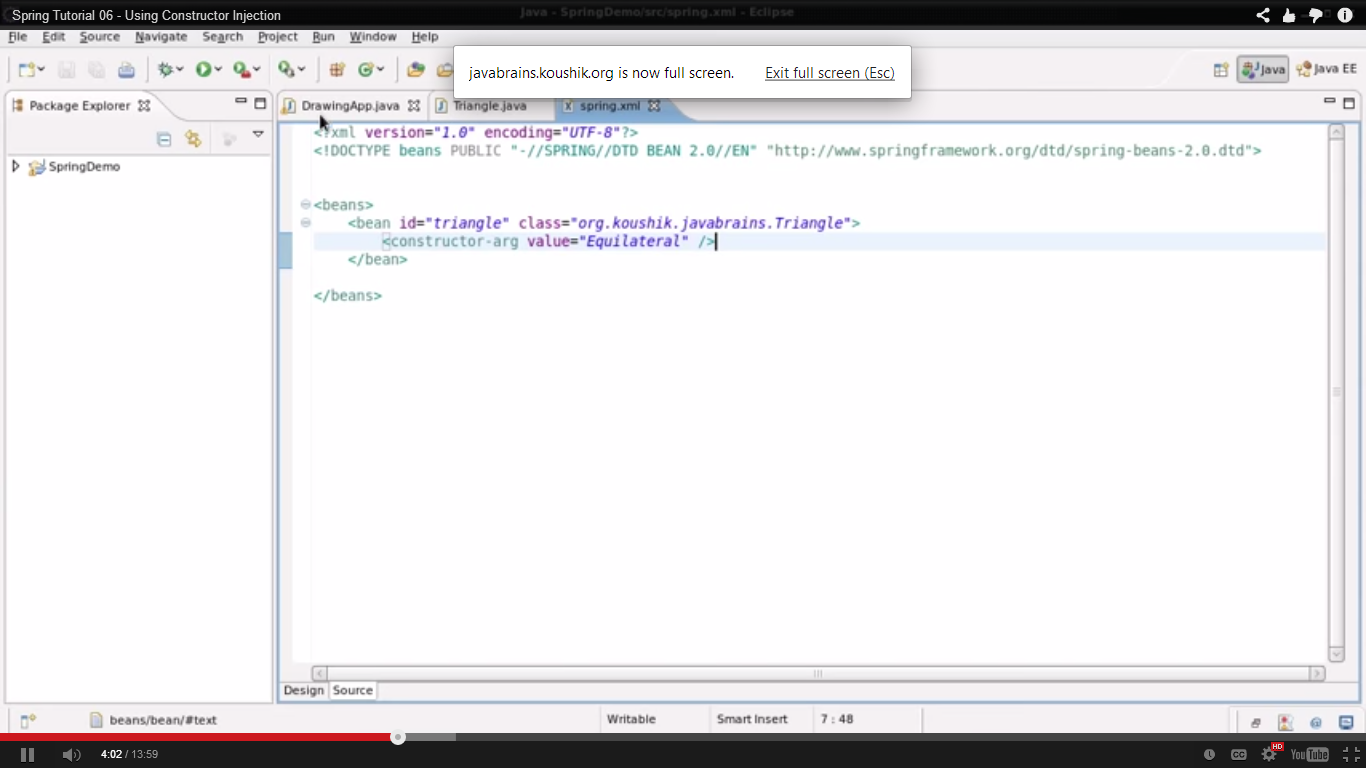 Java - SpringDemo/src/spring.xml - Eclipse
Spring Tutorial 06 - Using Constructor Injection
File Edit Source Navigate Search Project Run Window Help
javabrains.koushik.org is now full screen. Exit full screen (Esc)
Java Java EE
Package Explorer
DrawingApp.java Triangle.java spring.xml
SpringDemo
<?xml version="1.0" encoding="UTF-8"?>
<!DOCTYPE beans PUBLIC "-//SPRING//DTD BEAN 2.0//EN" "http://www.springframework.org/dtd/spring-beans-2.0.dtd">
<beans>
<bean id="triangle" class="org.koushik.javabrains.Triangle">
<constructor-arg value="Equilateral" />
</bean>
</beans>
Design Source
beans/bean/#text Writable Smart Insert 7 : 48
4:02 / 13:59 CC HD YouTube